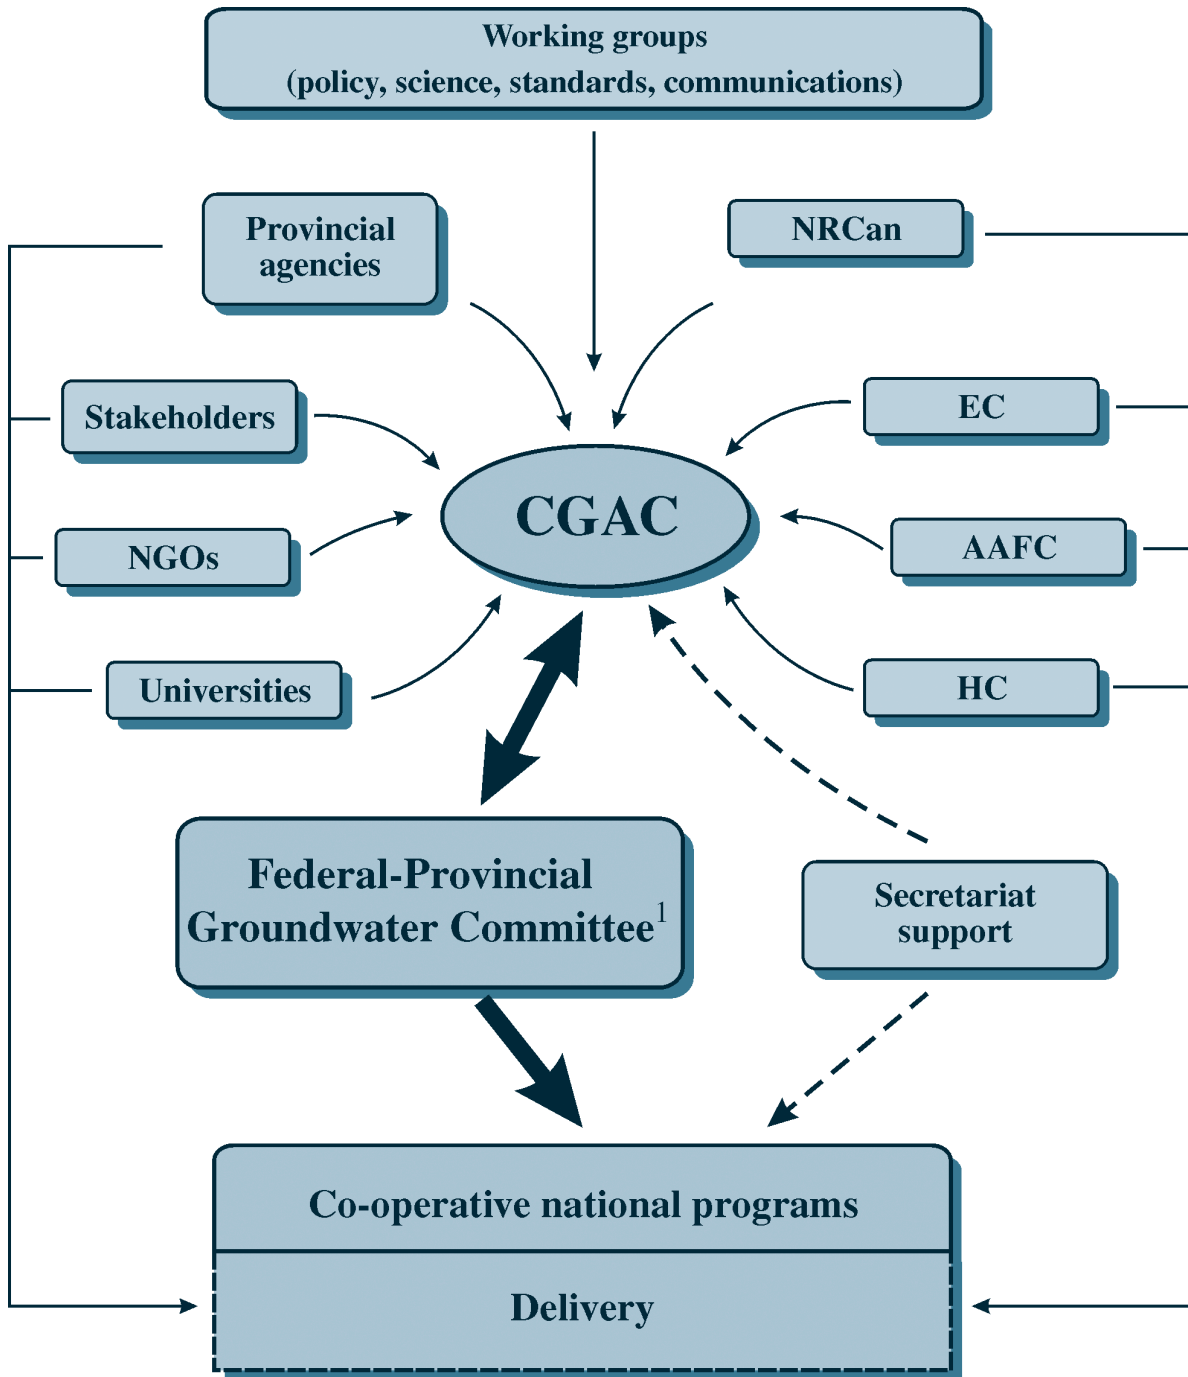 Working groups
(policy, science, standards, communications)
Provincial
agencies
NRCan
Stakeholders
EC
CGAC
NGOs
AAFC
Universities
HC
Federal-Provincial
Groundwater Committee1
Secretariat
support
Co-operative national programs
Delivery